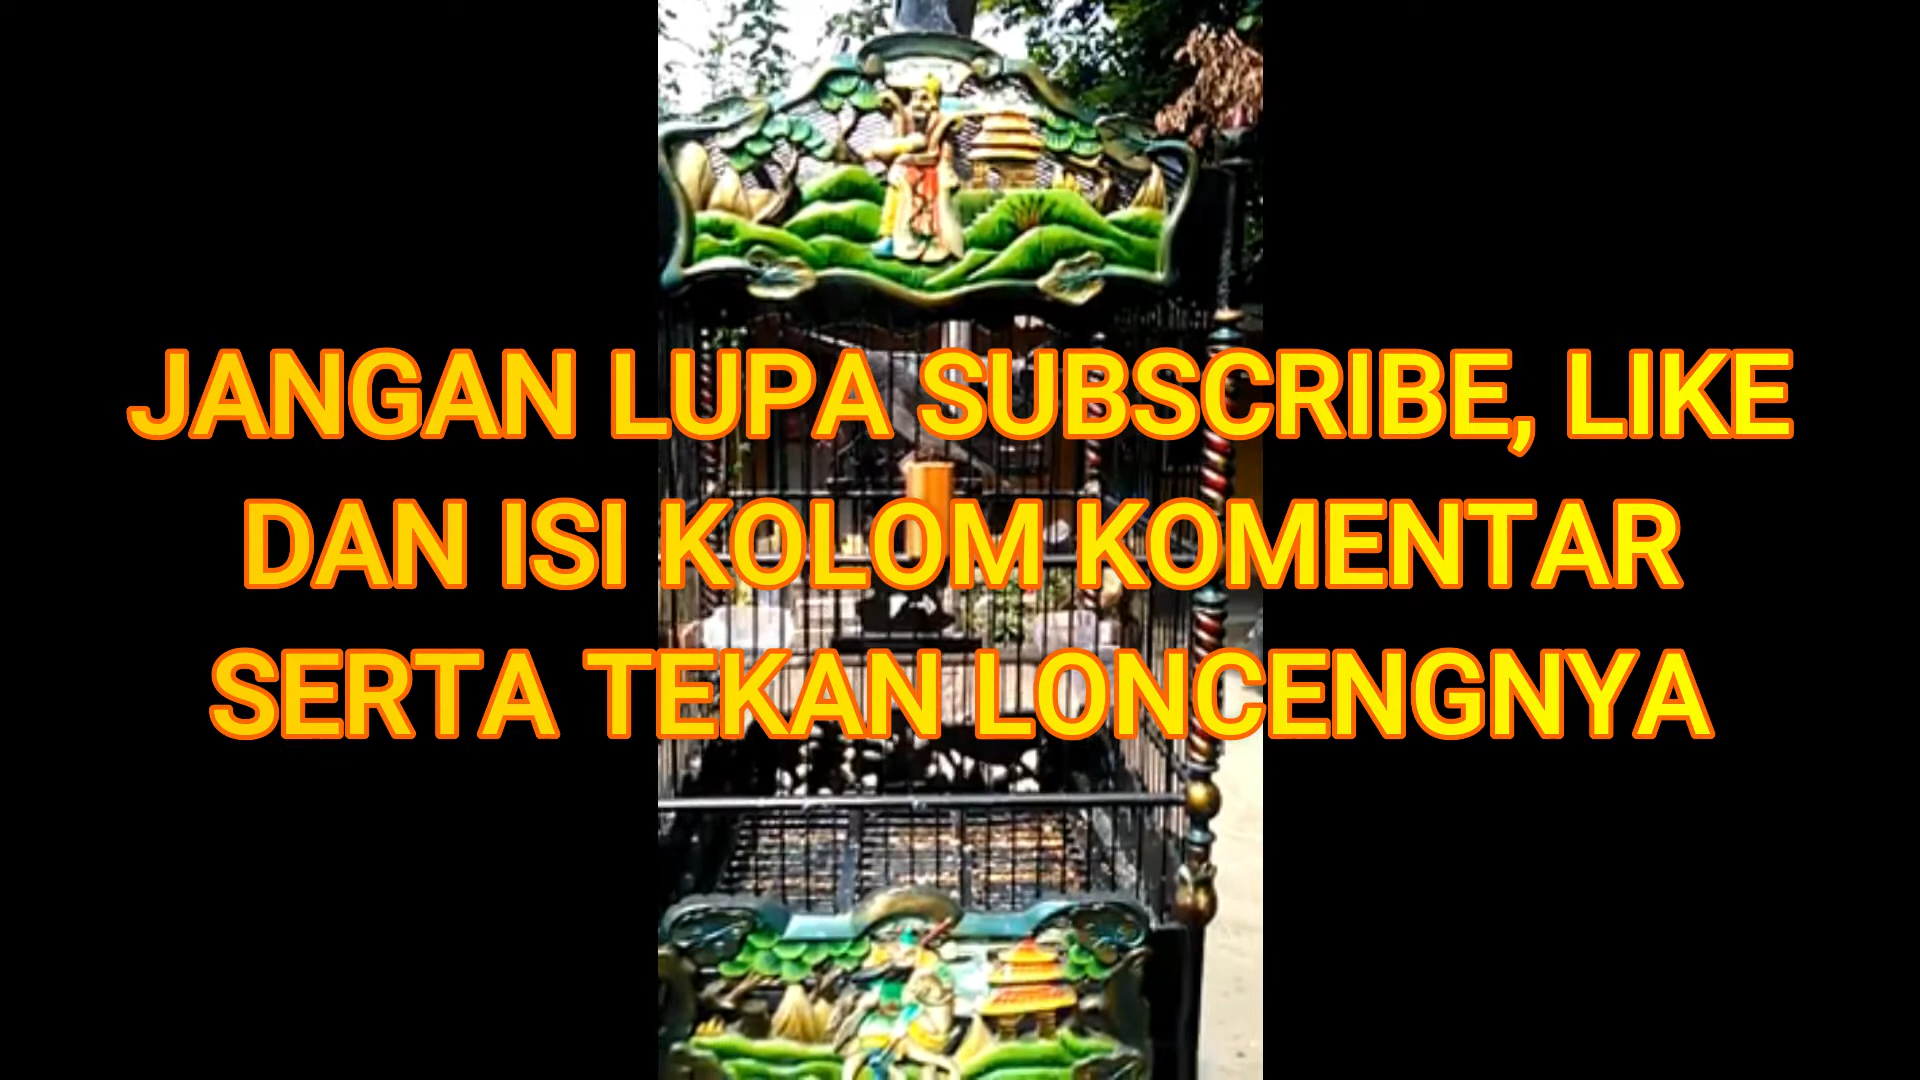 JANGAN LUPA SUBSCRIBE, LIKE
DAN ISI KOLOM KOMENTAR
SERTA TEKAN LONCENGNYA